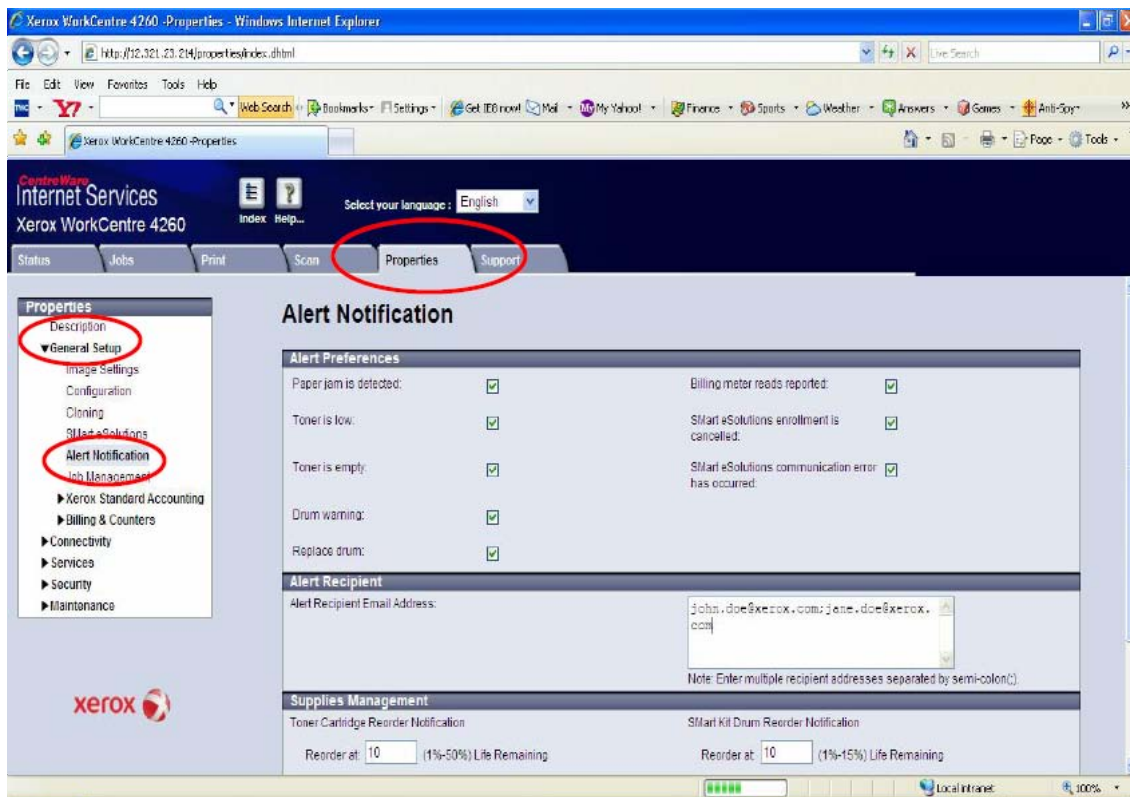 Xerox WorkCentre 4260 -Properties - Windows Internet Explorer
http://12.321.23.214/properties/index.dhtml
Live Search
File Edit View Favorites Tools Help
TWC Y7 Web Search Bookmarks Settings Get IE8 now! Mail My Yahoo! Finance Sports Weather Answers Games Anti-Spy
Xerox WorkCentre 4260 -Properties
Page Tools
CentreWare
Internet Services
Xerox WorkCentre 4260
Index Help...
Select your language : English
Status Jobs Print Scan Properties Support
Properties
Description
General Setup
Image Settings
Configuration
Cloning
SMart eSolutions
Alert Notification
Job Management
Xerox Standard Accounting
Billing & Counters
Connectivity
Services
Security
Maintenance
xerox
Alert Notification
Alert Preferences
Paper jam is detected:
Billing meter reads reported:
Toner is low:
SMart eSolutions enrollment is
cancelled:
Toner is empty:
SMart eSolutions communication error
has occurred:
Drum warning:
Replace drum:
Alert Recipient
Alert Recipient Email Address:
john.doe@xerox.com;jane.doe@xerox.
com
Note: Enter multiple recipient addresses separated by semi-colon(;).
Supplies Management
Toner Cartridge Reorder Notification
SMart Kit Drum Reorder Notification
Reorder at: 10 (1%-50%) Life Remaining
Reorder at: 10 (1%-15%) Life Remaining
Local intranet 100%